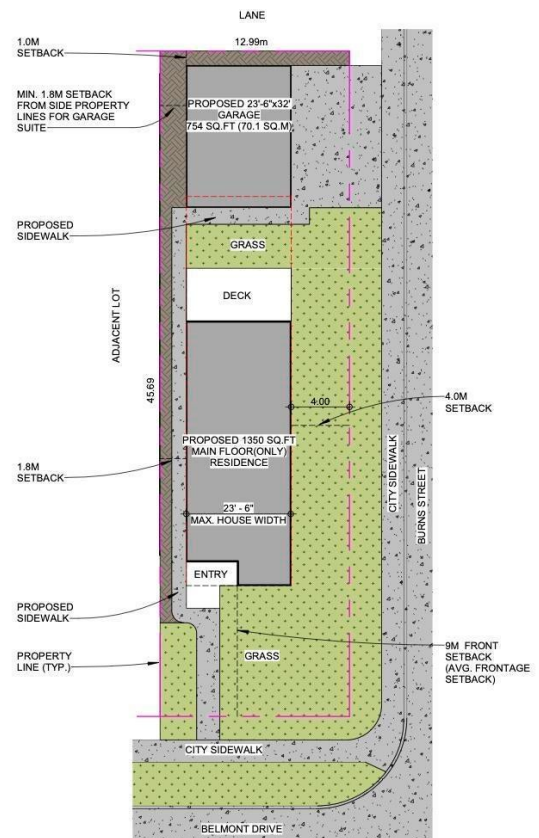 LANE
1.0M
SETBACK
12.99m
MIN. 1.8M SETBACK
FROM SIDE PROPERTY
LINES FOR GARAGE
SUITE
PROPOSED 23'-6"x32'
GARAGE
754 SQ.FT (70.1 SQ.M)
PROPOSED
SIDEWALK
GRASS
DECK
ADJACENT LOT
45.69
4.00
4.0M
SETBACK
PROPOSED 1350 SQ.FT
MAIN FLOOR(ONLY)
RESIDENCE
1.8M
SETBACK
CITY SIDEWALK
BURNS STREET
23' - 6"
MAX. HOUSE WIDTH
ENTRY
PROPOSED
SIDEWALK
PROPERTY
LINE (TYP.)
GRASS
9M FRONT
SETBACK
(AVG. FRONTAGE
SETBACK)
CITY SIDEWALK
BELMONT DRIVE